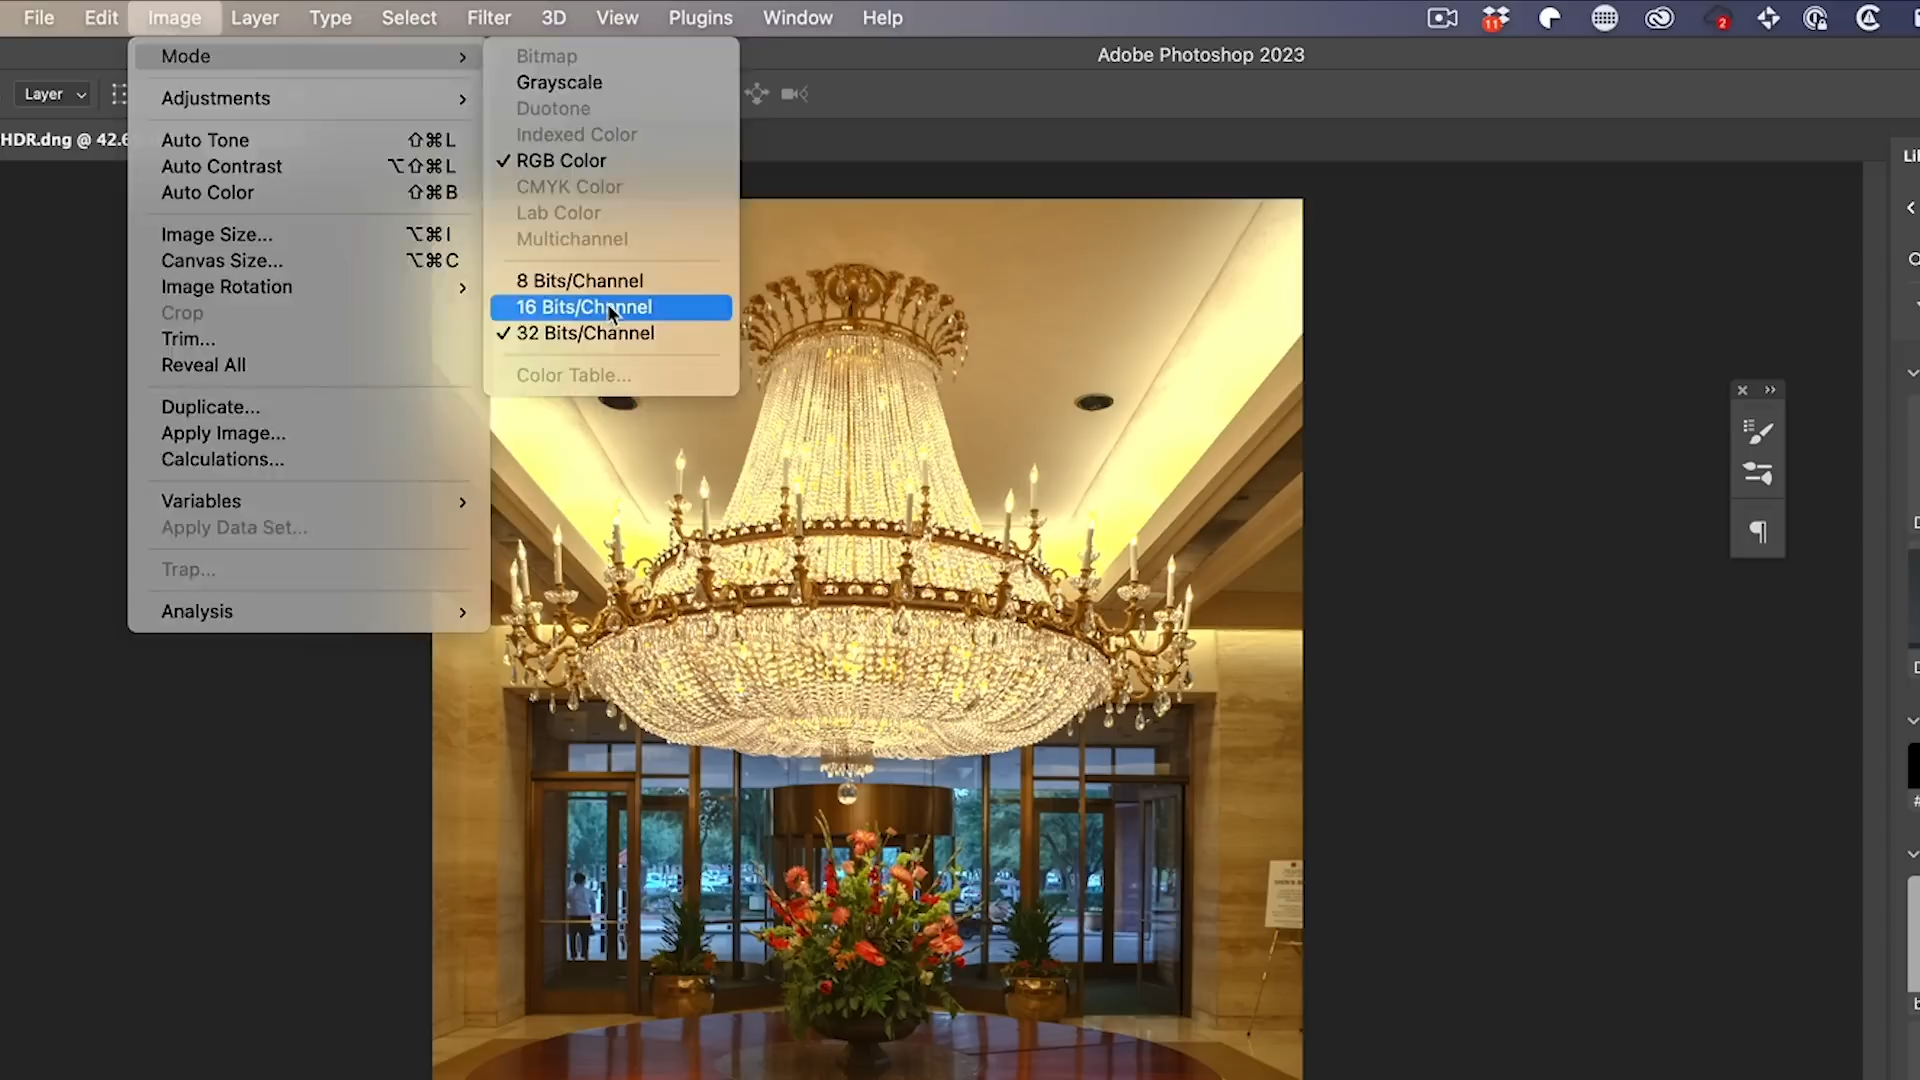 File Edit Image Layer Type Select Filter 3D View Plugins Window Help
11
2
Adobe Photoshop 2023
Layer
HDR.dng @ 42.6
Mode
Adjustments
Auto Tone ⇧⌘L
Auto Contrast ⌥⇧⌘L
Auto Color ⇧⌘B
Image Size... ⌥⌘I
Canvas Size... ⌥⌘C
Image Rotation
Crop
Trim...
Reveal All
Duplicate...
Apply Image...
Calculations...
Variables
Apply Data Set...
Trap...
Analysis
Bitmap
Grayscale
Duotone
Indexed Color
✓ RGB Color
CMYK Color
Lab Color
Multichannel
8 Bits/Channel
16 Bits/Channel
✓ 32 Bits/Channel
Color Table...